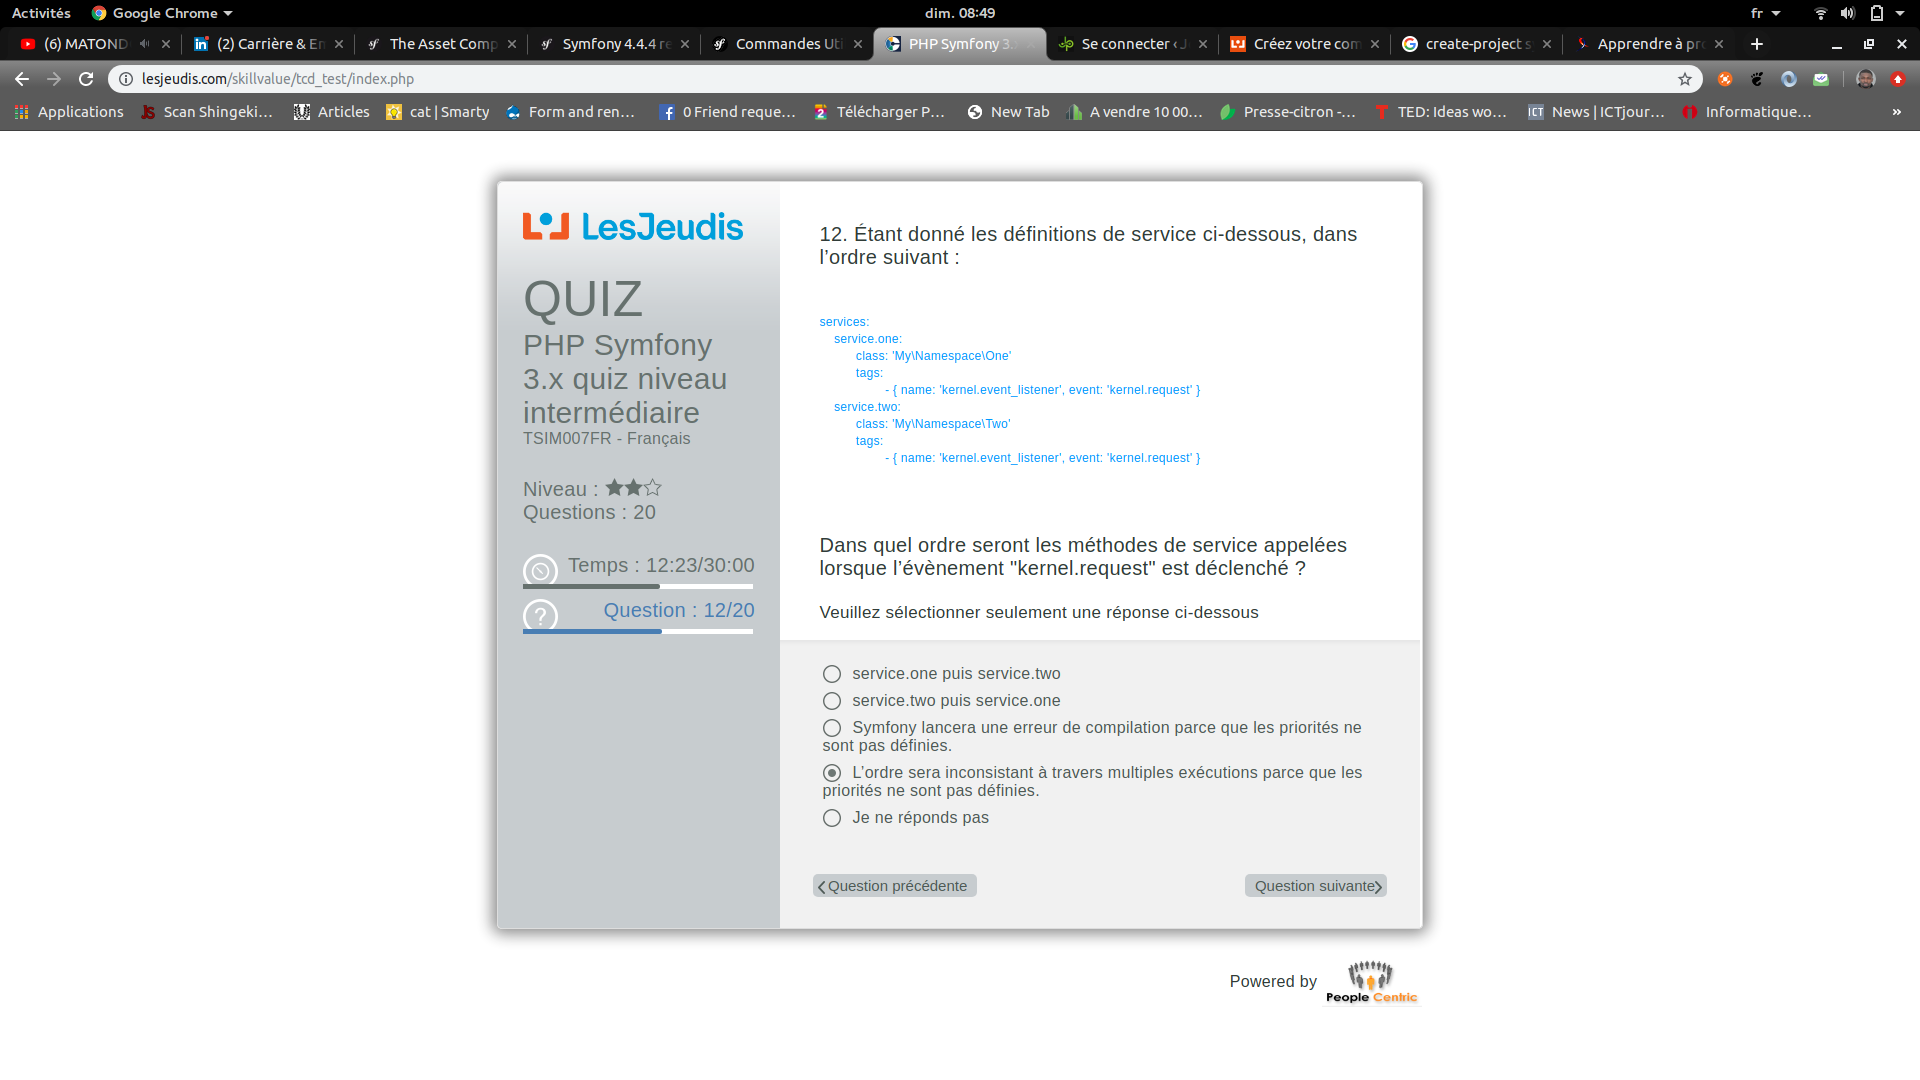 Activités
Google Chrome
dim. 08:49
fr
(6) MATOND
(2) Carrière & En
The Asset Comp
Symfony 4.4.4 re
Commandes Uti
PHP Symfony 3.
Se connecter ‹ J
Créez votre com
create-project s
Apprendre à pro
lesjeudis.com/skillvalue/tcd_test/index.php
Applications
Scan Shingeki...
Articles
cat | Smarty
Form and ren...
0 Friend reque...
Télécharger P...
New Tab
A vendre 10 00...
Presse-citron -...
TED: Ideas wo...
ICT
News | ICTjour...
Informatique...
»
LesJeudis
QUIZ
PHP Symfony
3.x quiz niveau
intermédiaire
TSIM007FR - Français
Niveau : ★★☆
Questions : 20
Temps : 12:23/30:00
? Question : 12/20
12. Étant donné les définitions de service ci-dessous, dans
l’ordre suivant :
services:
service.one:
class: 'My\Namespace\One'
tags:
- { name: 'kernel.event_listener', event: 'kernel.request' }
service.two:
class: 'My\Namespace\Two'
tags:
- { name: 'kernel.event_listener', event: 'kernel.request' }
Dans quel ordre seront les méthodes de service appelées
lorsque l’évènement "kernel.request" est déclenché ?
Veuillez sélectionner seulement une réponse ci-dessous
service.one puis service.two
service.two puis service.one
Symfony lancera une erreur de compilation parce que les priorités ne
sont pas définies.
L’ordre sera inconsistant à travers multiples exécutions parce que les
priorités ne sont pas définies.
Je ne réponds pas
Question précédente
Question suivante
Powered by
People Centric